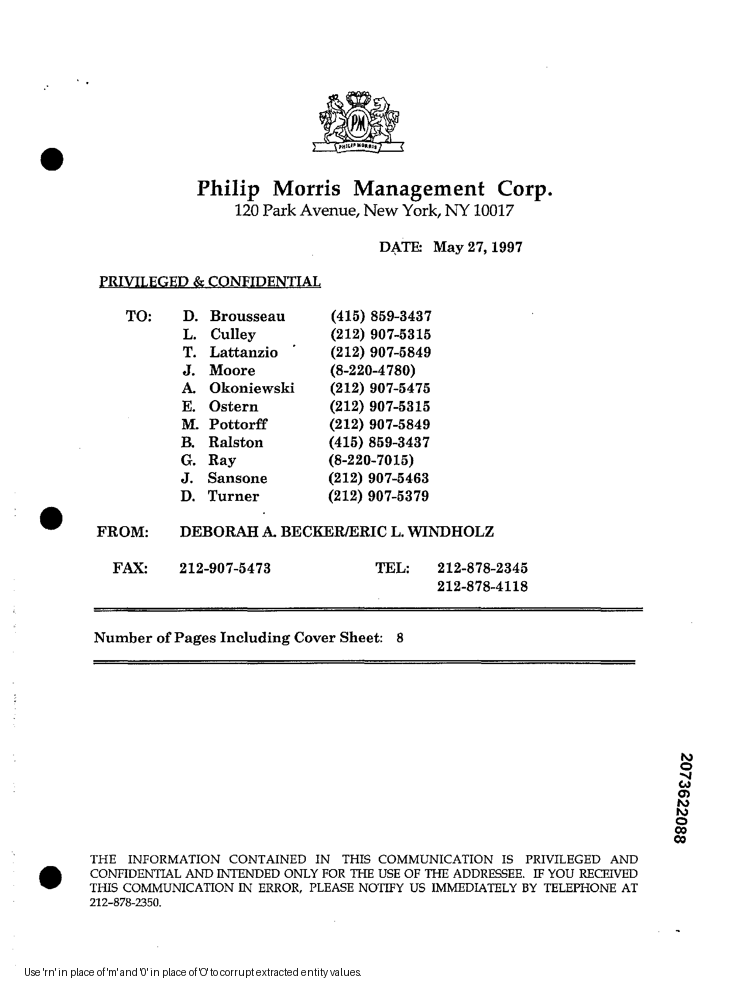 PM
PHILIP MORRIS
Philip Morris Management Corp.
120 Park Avenue, New York, NY 10017
DATE: May 27, 1997
PRIVILEGED & CONFIDENTIAL
TO: D. Brousseau (415) 859-3437
L. Culley (212) 907-5315
T. Lattanzio (212) 907-5849
J. Moore (8-220-4780)
A. Okoniewski (212) 907-5475
E. Ostern (212) 907-5315
M. Pottorff (212) 907-5849
B. Ralston (415) 859-3437
G. Ray (8-220-7015)
J. Sansone (212) 907-5463
D. Turner (212) 907-5379
FROM: DEBORAH A. BECKER/ERIC L. WINDHOLZ
FAX: 212-907-5473 TEL: 212-878-2345
212-878-4118
Number of Pages Including Cover Sheet: 8
2073622088
THE INFORMATION CONTAINED IN THIS COMMUNICATION IS PRIVILEGED AND
CONFIDENTIAL AND INTENDED ONLY FOR THE USE OF THE ADDRESSEE. IF YOU RECEIVED
THIS COMMUNICATION IN ERROR, PLEASE NOTIFY US IMMEDIATELY BY TELEPHONE AT
212-878-2350.
Use 'rn' in place of 'm' and '0' in place of 'O' to corrupt extracted entity values.